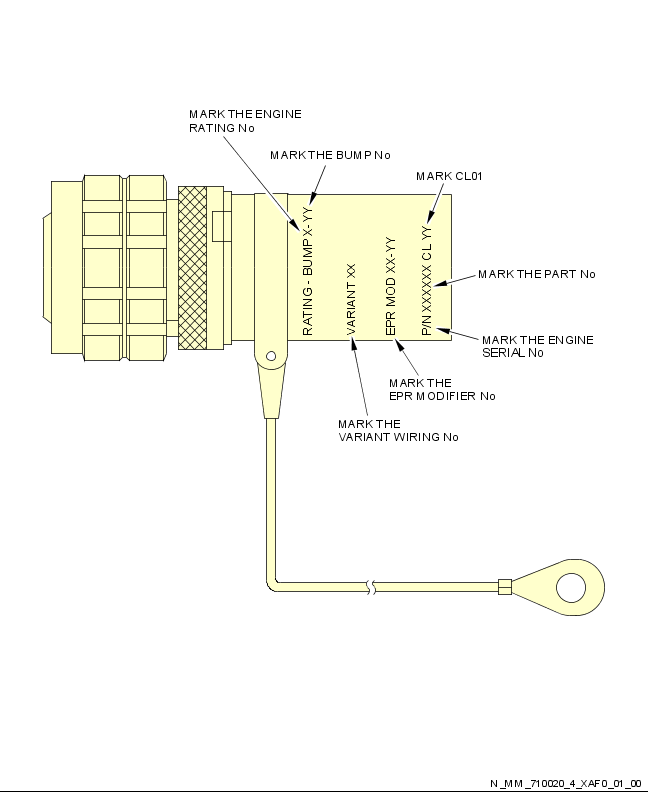 MARK THE ENGINE
RATING No
MARK THE BUMP No
MARK CL01
RATING - BUMP X-YY
VARIANT XX
EPR MOD XX-YY
P/N XXXXXX CL YY
MARK THE PART No
MARK THE ENGINE
SERIAL No
MARK THE
EPR MODIFIER No
MARK THE
VARIANT WIRING No
N_MM_710020_4_XAF0_01_00